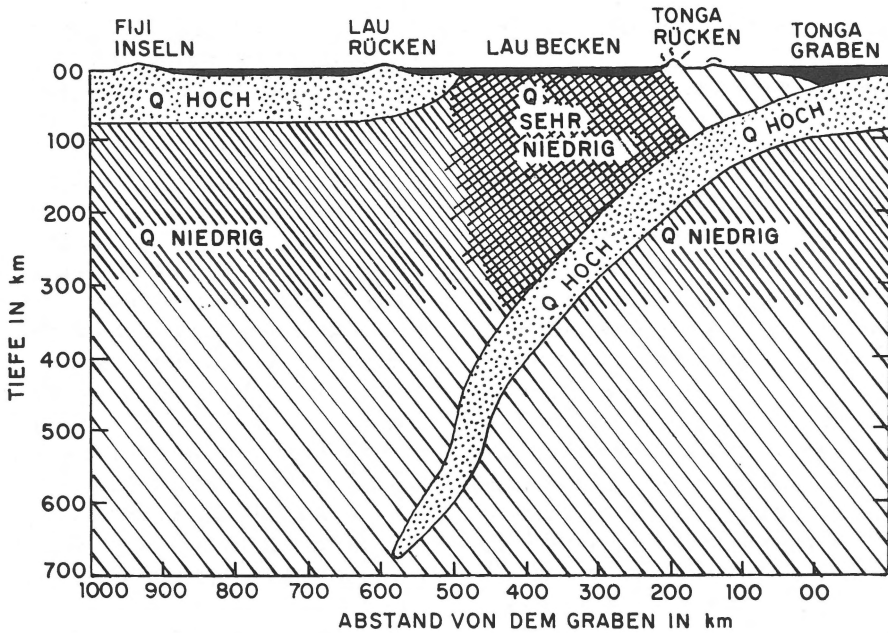 FIJI
INSELN
LAU
RÜCKEN
LAU BECKEN
TONGA
RÜCKEN
TONGA
GRABEN
00
100
200
300
400
500
600
700
TIEFE IN km
Q HOCH
Q
SEHR
NIEDRIG
Q HOCH
Q NIEDRIG
Q HOCH
Q NIEDRIG
1000 900 800 700 600 500 400 300 200 100 00
ABSTAND VON DEM GRABEN IN km